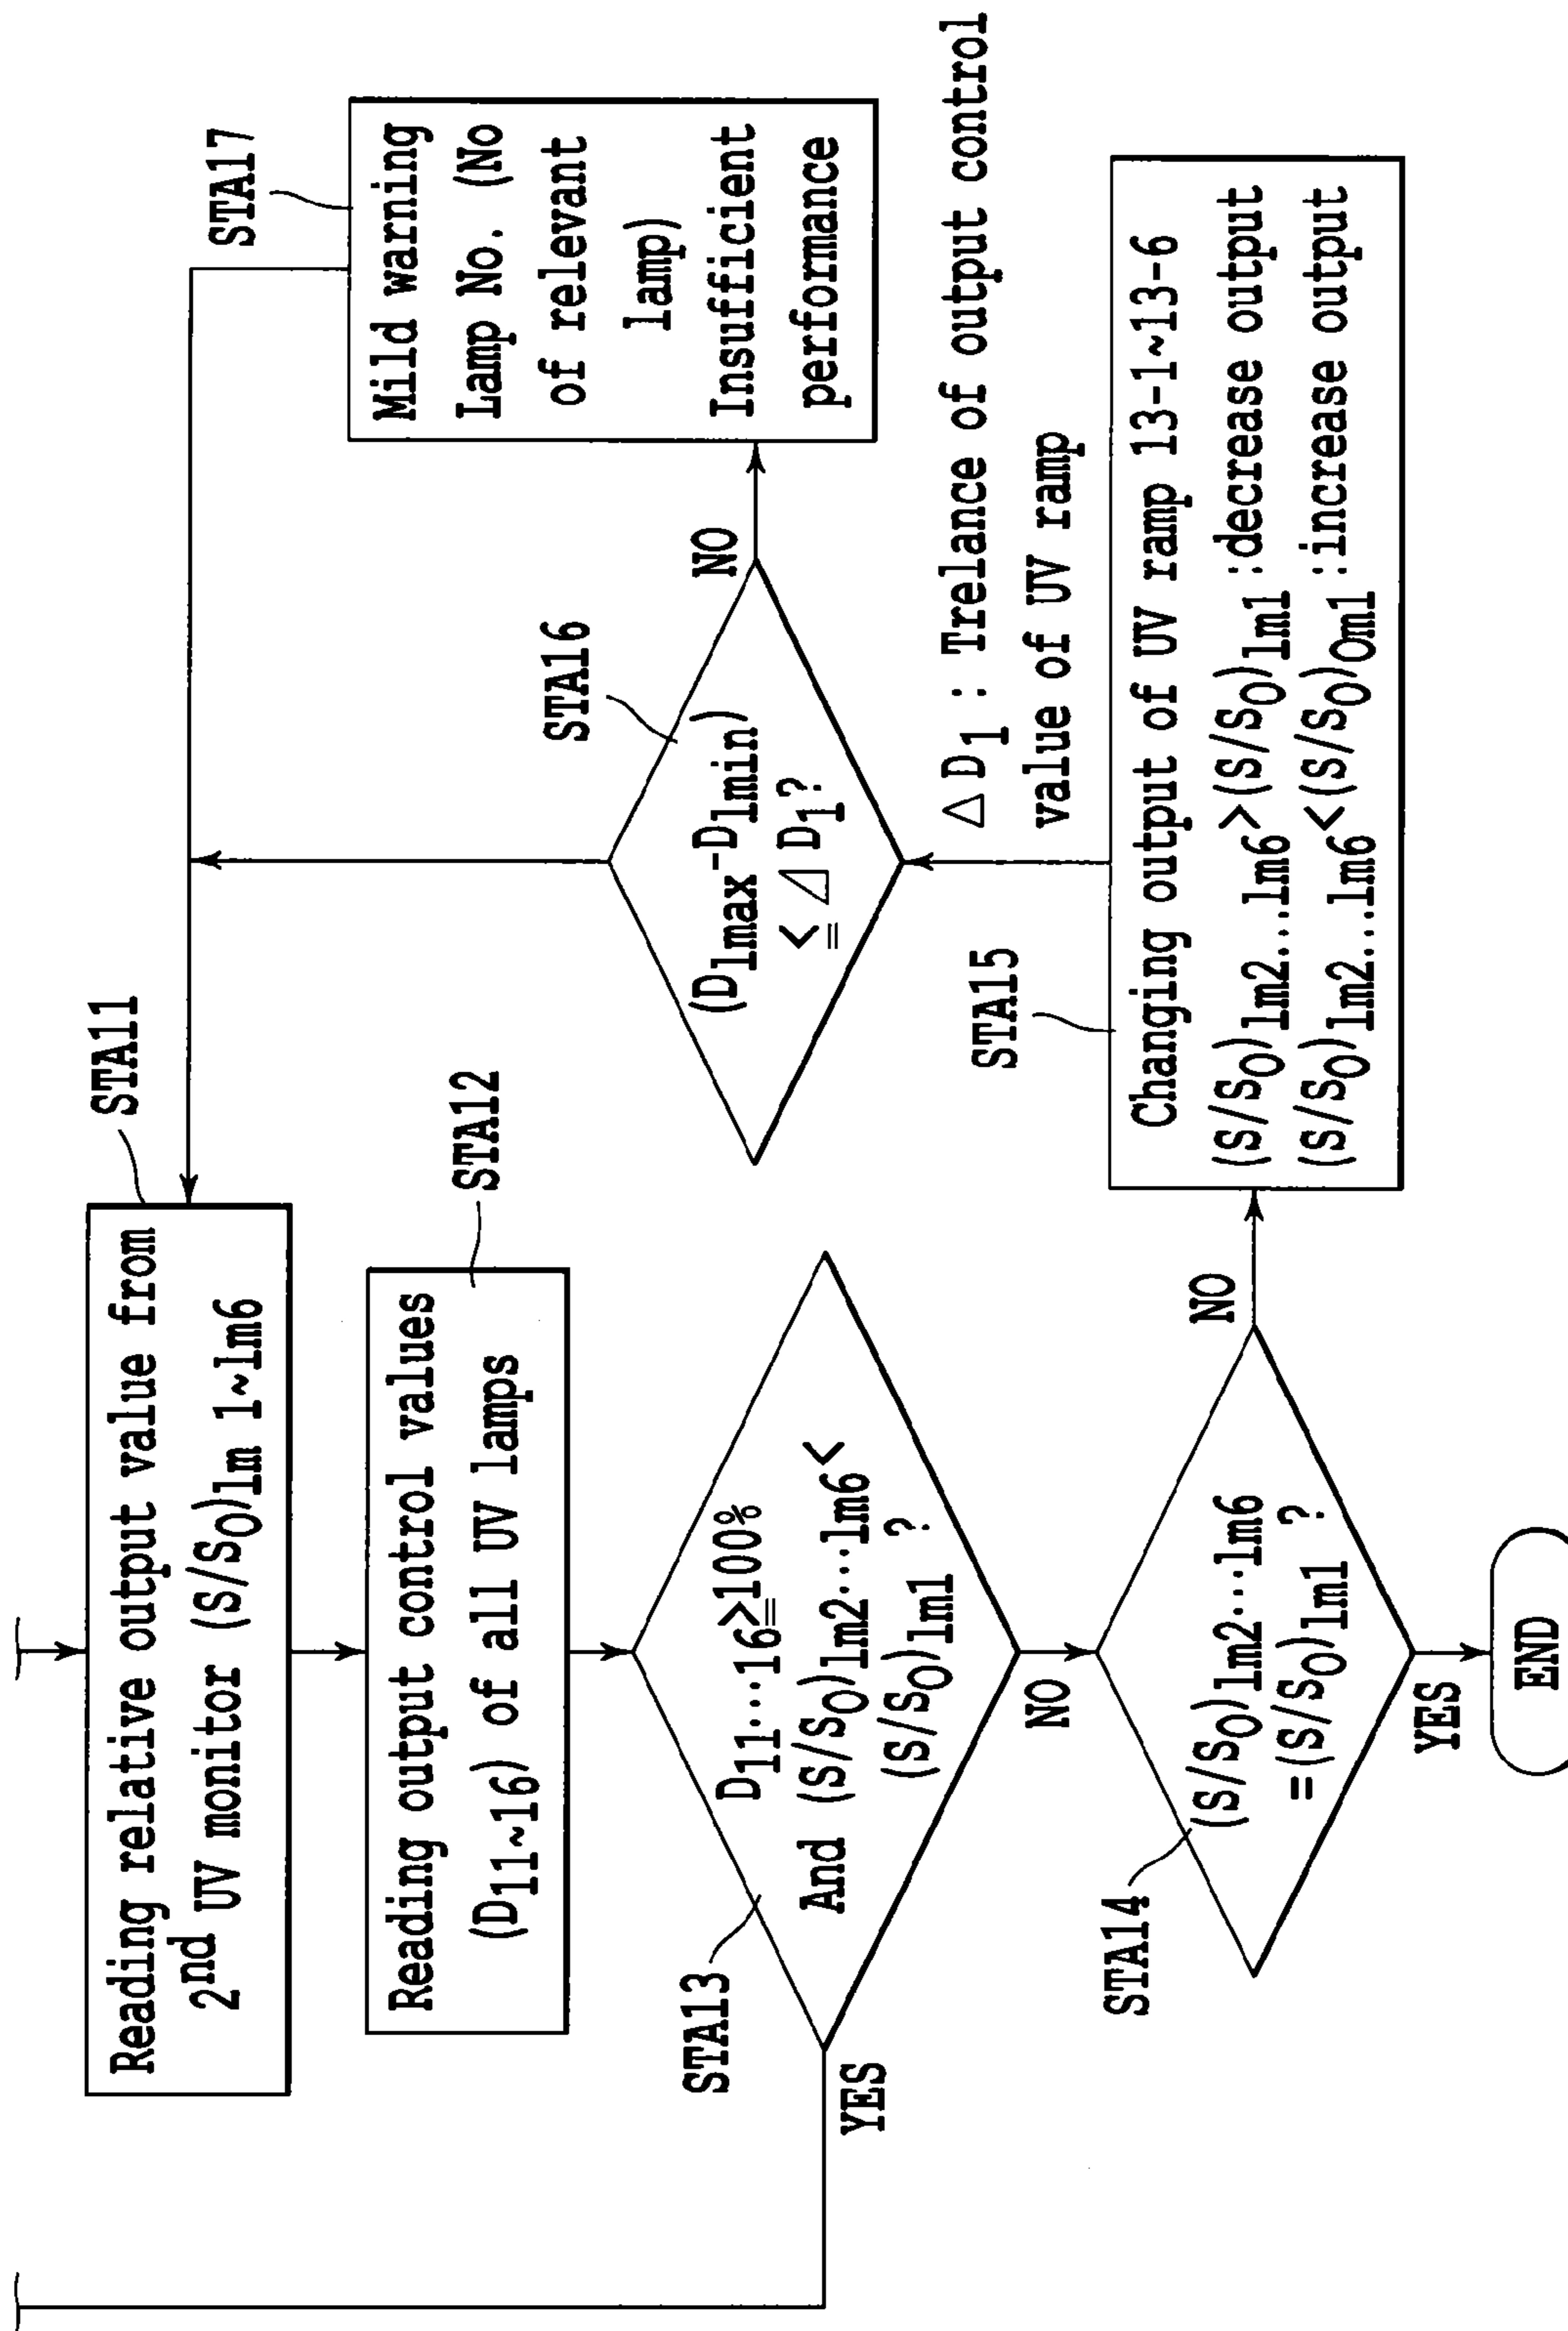 STA11
Reading relative output value from
2nd UV monitor (S/S0)lm 1~lm6
STA12
Reading output control values
(D11~16) of all UV lamps
STA13
D11...16≧100%
And (S/S0)lm2...lm6<
(S/S0)lm1 ?
YES
NO
STA14
(S/S0)lm2...lm6
=(S/S0)lm1 ?
NO
YES
END
STA15
Changing output of UV ramp 13-1~13-6
(S/S0)lm2...lm6>(S/S0)lm1 :decrease output
(S/S0)lm2...lm6<(S/S0)0m1 :increase output
STA16
(D1max-D1min)
≦△D1?
NO
△D1 : Trelance of output control
value of UV ramp
STA17
Mild warning
Lamp No. (No
of relevant
lamp)
Insufficient
performance